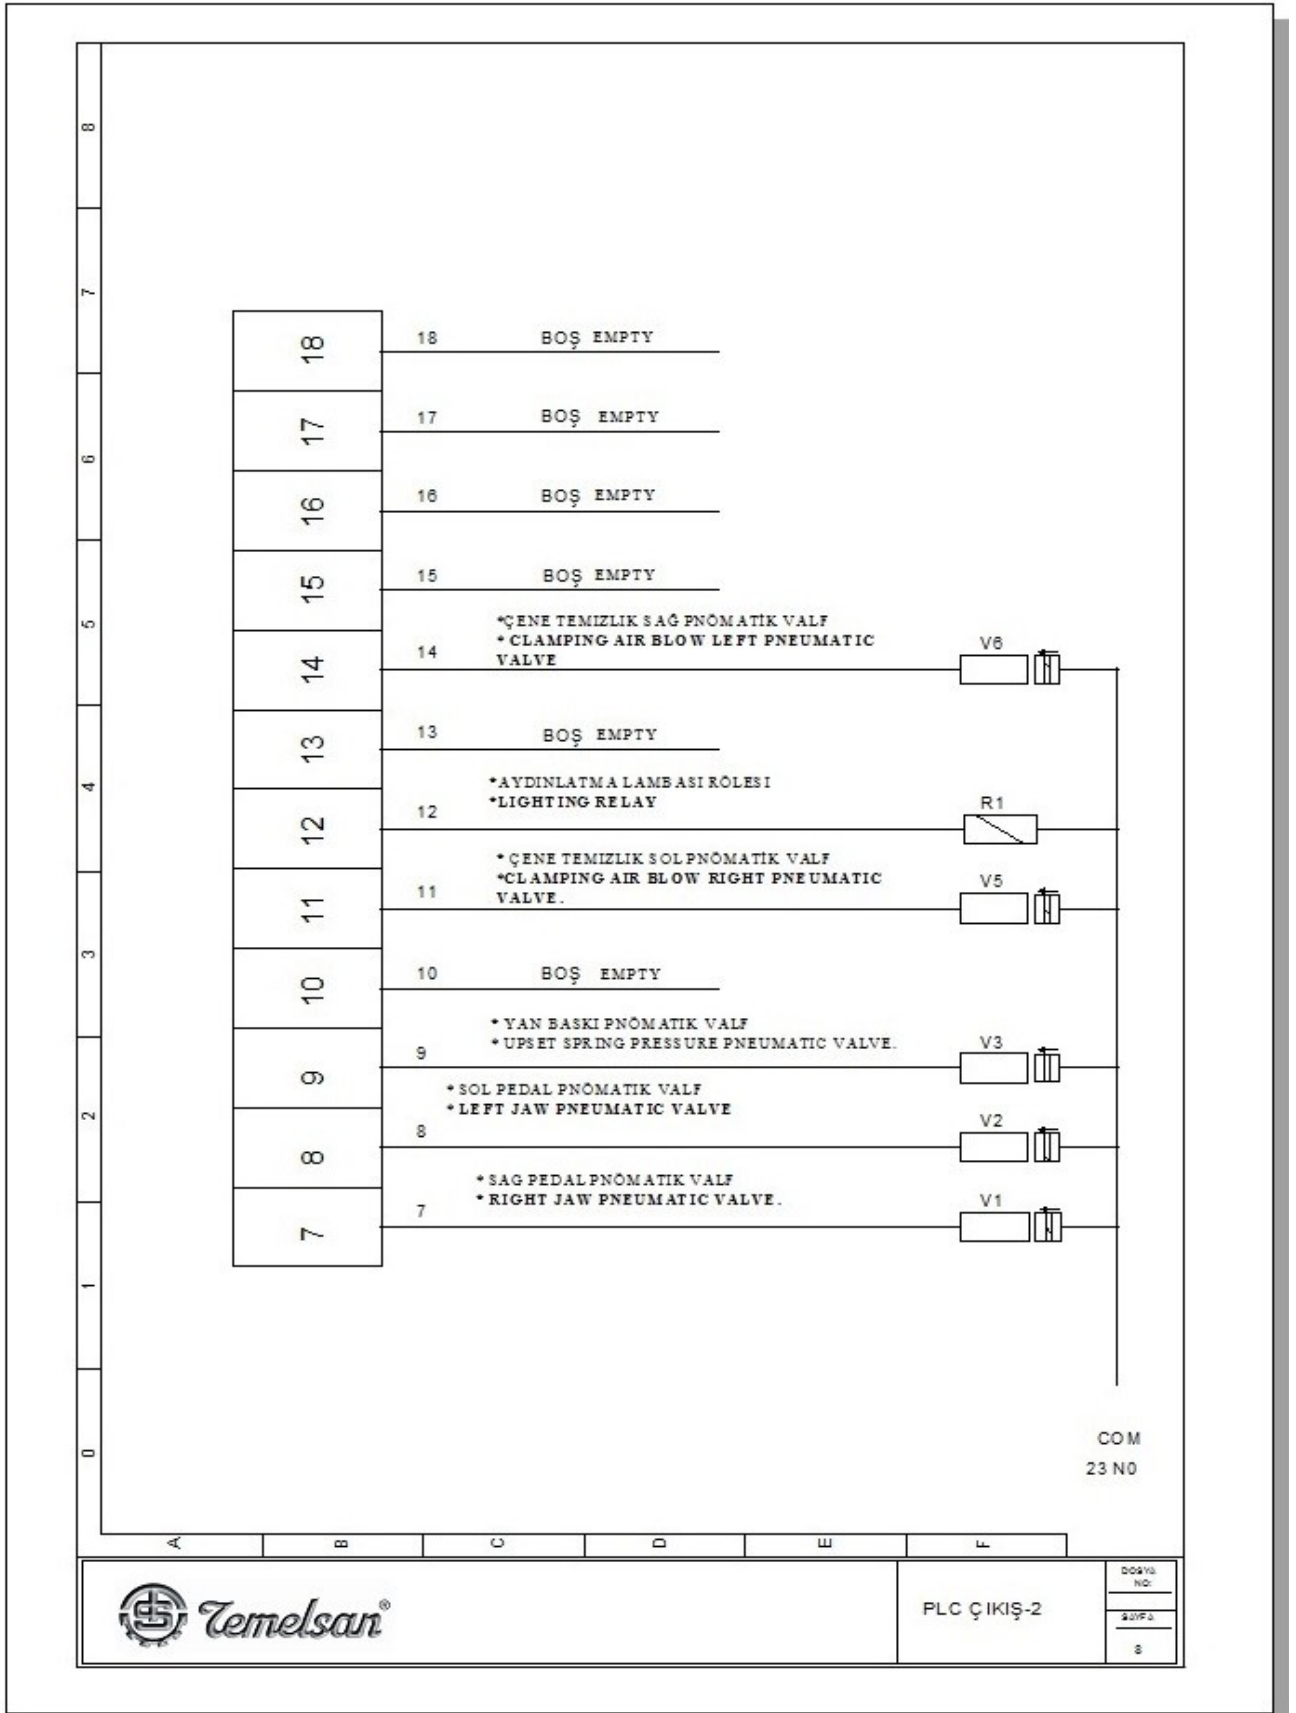 8
7
6
5
4
3
2
1
0
18
18 BOŞ EMPTY
17
17 BOŞ EMPTY
16
16 BOŞ EMPTY
15
15 BOŞ EMPTY
*ÇENE TEMIZLIK SAĞ PNÖMATİK VALF
* CLAMPING AIR BLOW LEFT PNEUMATIC
VALVE
14
14
V6
13
13 BOŞ EMPTY
*AYDINLATMA LAMBASI RÖLESI
*LIGHTING RELAY
12
12
R1
* ÇENE TEMIZLIK SOL PNÖMATİK VALF
*CLAMPING AIR BLOW RIGHT PNEUMATIC
VALVE.
11
11
V5
10
10 BOŞ EMPTY
* YAN BASKI PNÖMATIK VALF
* UPSET SPRING PRESSURE PNEUMATIC VALVE.
9
9
V3
* SOL PEDAL PNÖMATIK VALF
* LEFT JAW PNEUMATIC VALVE
8
8
V2
* SAG PEDAL PNÖMATIK VALF
* RIGHT JAW PNEUMATIC VALVE.
7
7
V1
COM
23 N0
A B C D E F
Temelsan®
PLC ÇIKIŞ-2
DOSYA
NO:
SAYFA
8